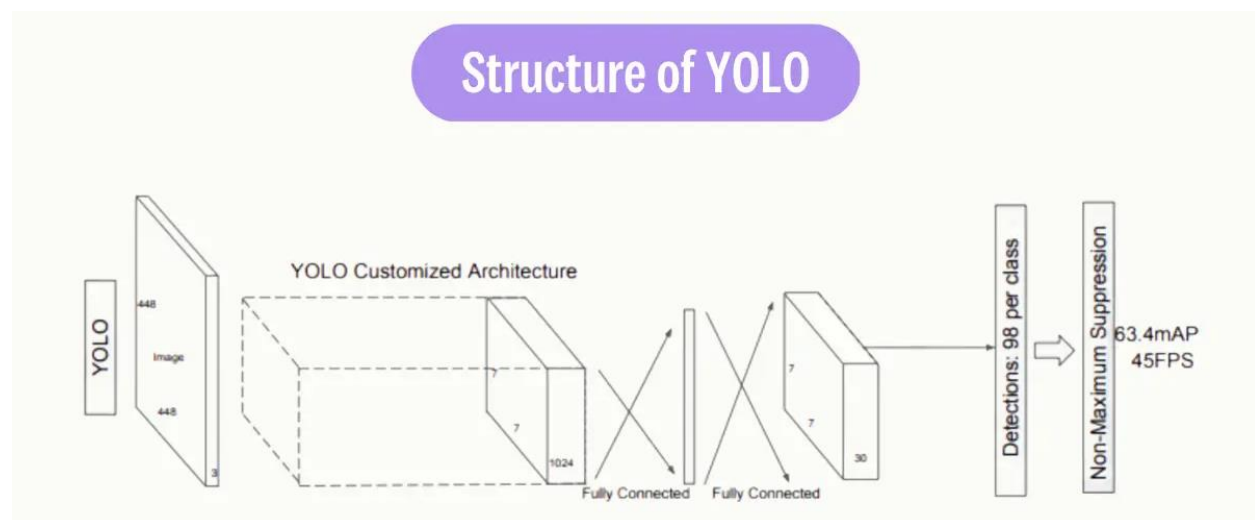 Structure of YOLO
YOLO
448
Image
448
3
YOLO Customized Architecture
7
7
1024
Fully Connected
Fully Connected
7
7
30
Detections: 98 per class
Non-Maximum Suppression
63.4mAP
45FPS